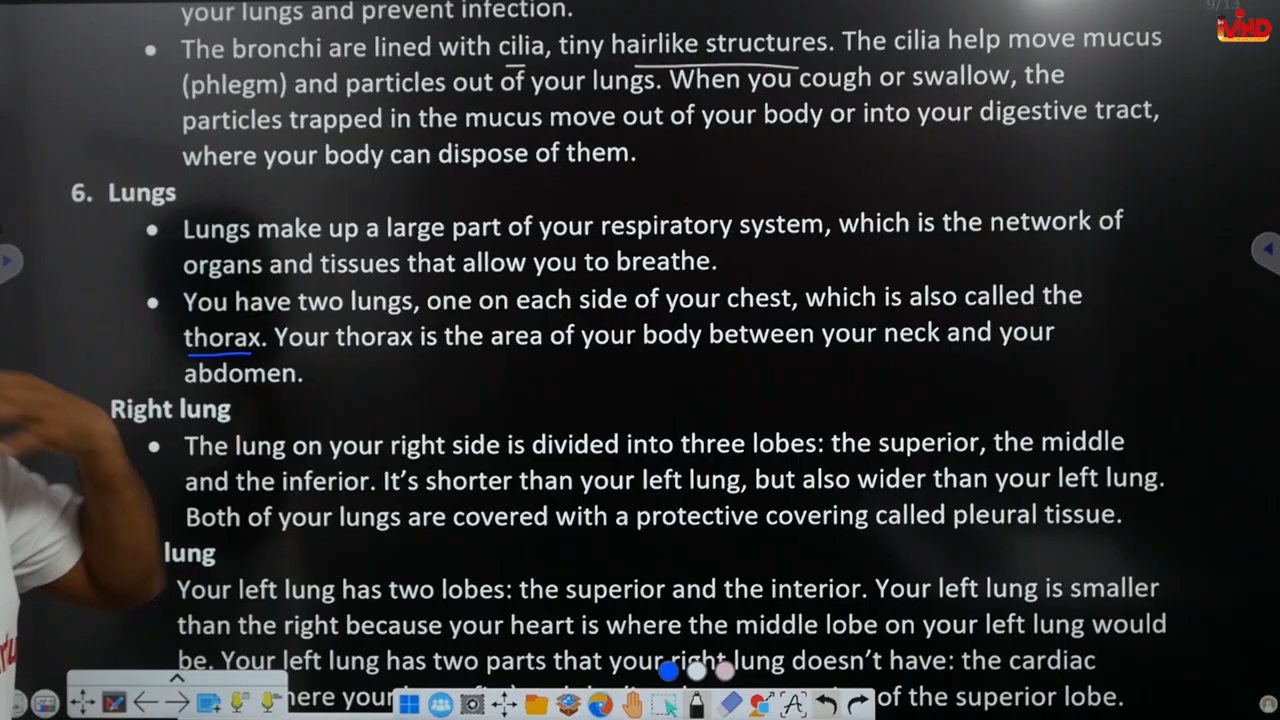 your lungs and prevent infection.
9/13
iVND
• The bronchi are lined with cilia, tiny hairlike structures. The cilia help move mucus
(phlegm) and particles out of your lungs. When you cough or swallow, the
particles trapped in the mucus move out of your body or into your digestive tract,
where your body can dispose of them.
6. Lungs
• Lungs make up a large part of your respiratory system, which is the network of
organs and tissues that allow you to breathe.
• You have two lungs, one on each side of your chest, which is also called the
thorax. Your thorax is the area of your body between your neck and your
abdomen.
Right lung
• The lung on your right side is divided into three lobes: the superior, the middle
and the inferior. It's shorter than your left lung, but also wider than your left lung.
Both of your lungs are covered with a protective covering called pleural tissue.
lung
Your left lung has two lobes: the superior and the interior. Your left lung is smaller
than the right because your heart is where the middle lobe on your left lung would
be. Your left lung has two parts that your right lung doesn't have: the cardiac
here your
of the superior lobe.